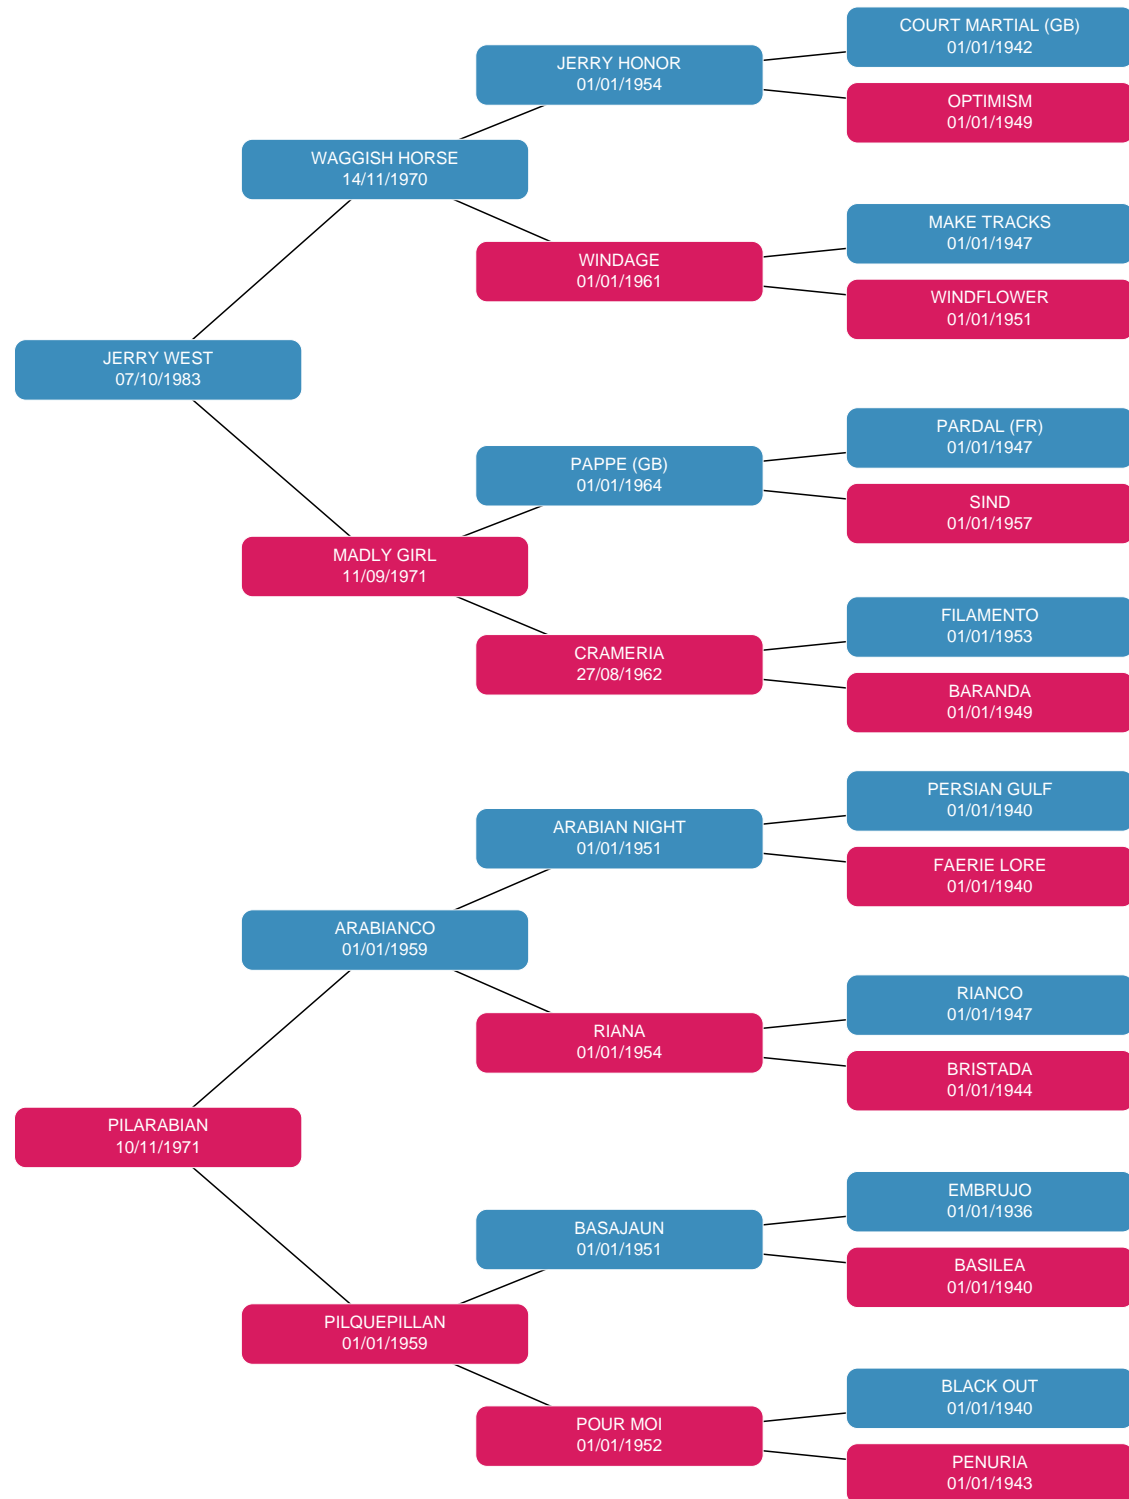 COURT MARTIAL (GB)
01/01/1942
JERRY HONOR
01/01/1954
OPTIMISM
01/01/1949
WAGGISH HORSE
14/11/1970
MAKE TRACKS
01/01/1947
WINDAGE
01/01/1961
WINDFLOWER
01/01/1951
JERRY WEST
07/10/1983
PARDAL (FR)
01/01/1947
PAPPE (GB)
01/01/1964
SIND
01/01/1957
MADLY GIRL
11/09/1971
FILAMENTO
01/01/1953
CRAMERIA
27/08/1962
BARANDA
01/01/1949
PERSIAN GULF
01/01/1940
ARABIAN NIGHT
01/01/1951
FAERIE LORE
01/01/1940
ARABIANCO
01/01/1959
RIANCO
01/01/1947
RIANA
01/01/1954
BRISTADA
01/01/1944
PILARABIAN
10/11/1971
EMBRUJO
01/01/1936
BASAJAUN
01/01/1951
BASILEA
01/01/1940
PILQUEPILLAN
01/01/1959
BLACK OUT
01/01/1940
POUR MOI
01/01/1952
PENURIA
01/01/1943